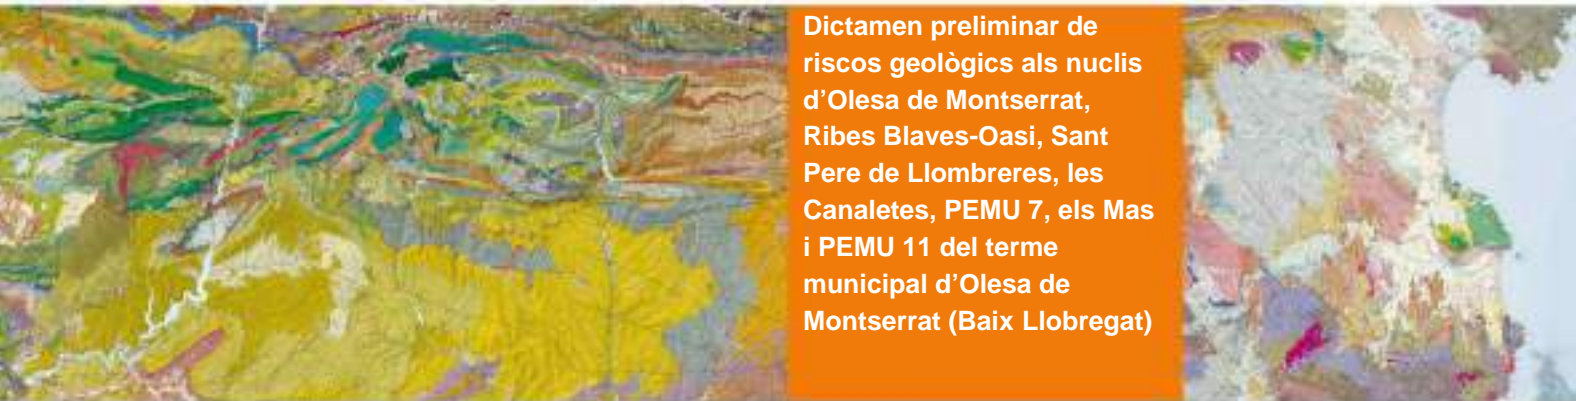 Dictamen preliminar de
riscos geològics als nuclis
d’Olesa de Montserrat,
Ribes Blaves-Oasi, Sant
Pere de Llombreres, les
Canaletes, PEMU 7, els Mas
i PEMU 11 del terme
municipal d’Olesa de
Montserrat (Baix Llobregat)